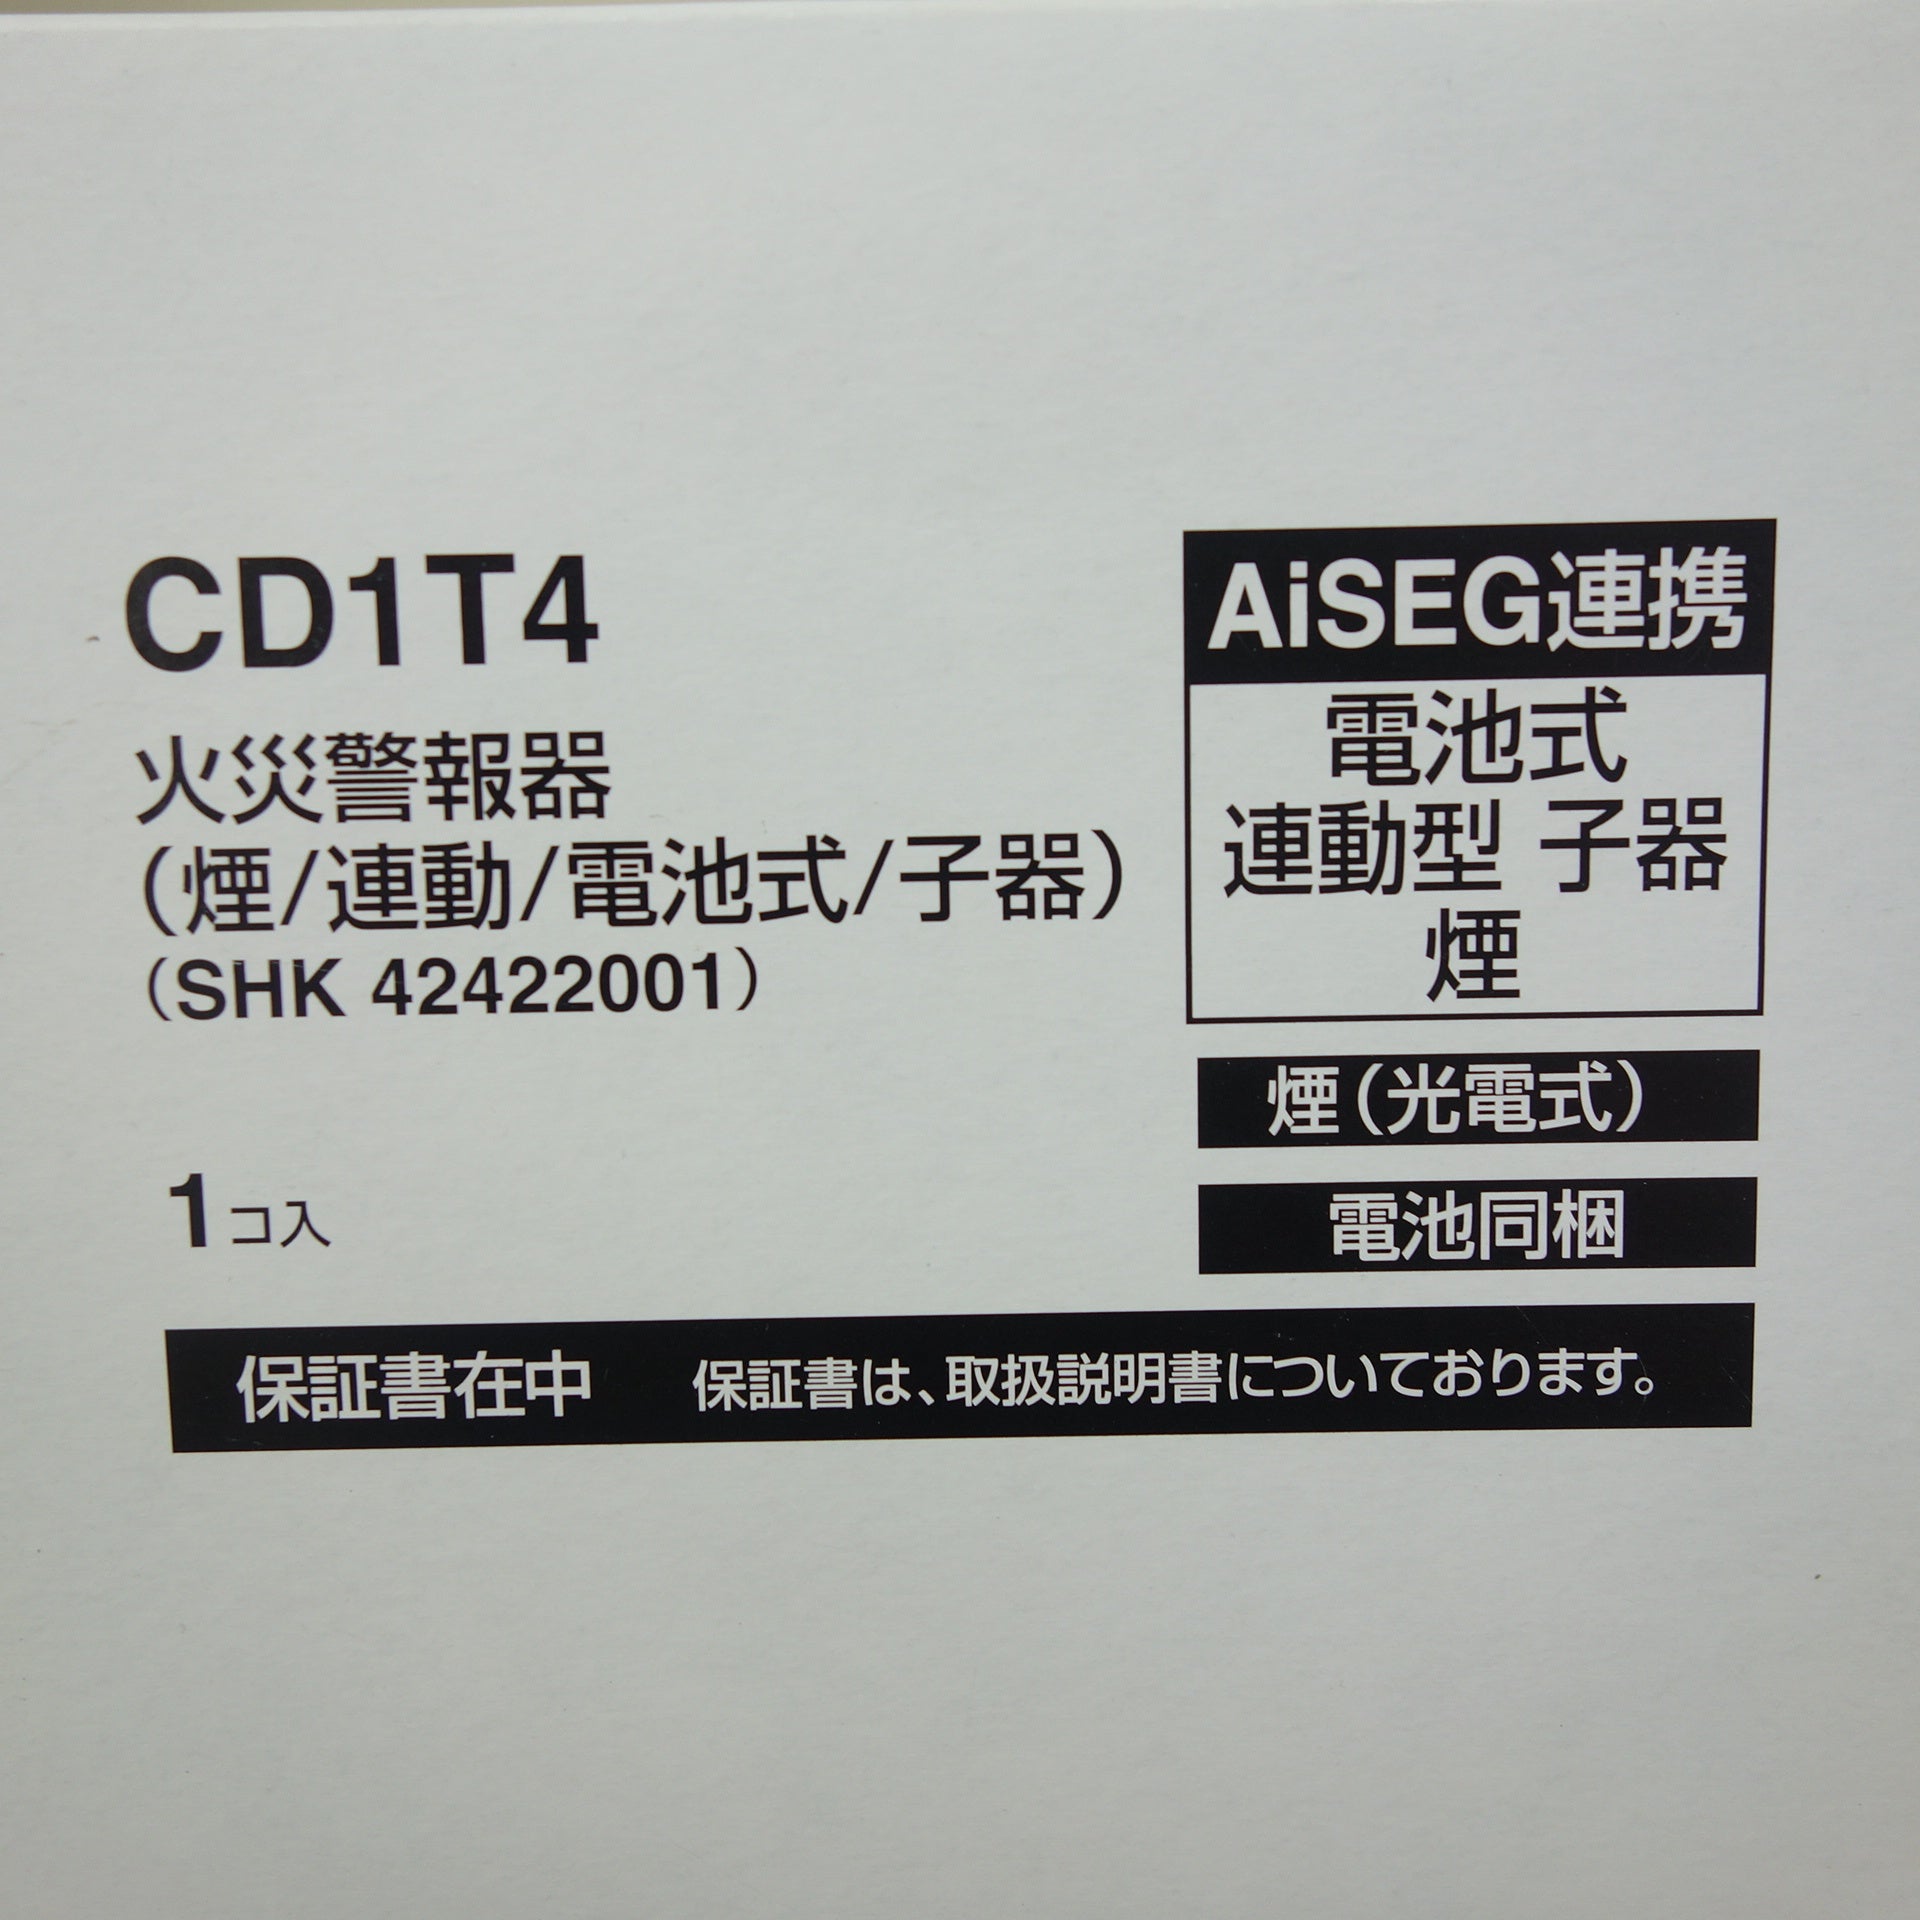 CD1T4
火災警報器
(煙/連動/電池式/子器)
(SHK 42422001)
1コ入
AiSEG連携
電池式
連動型 子器
煙
煙(光電式)
電池同梱
保証書在中 保証書は、取扱説明書についております。